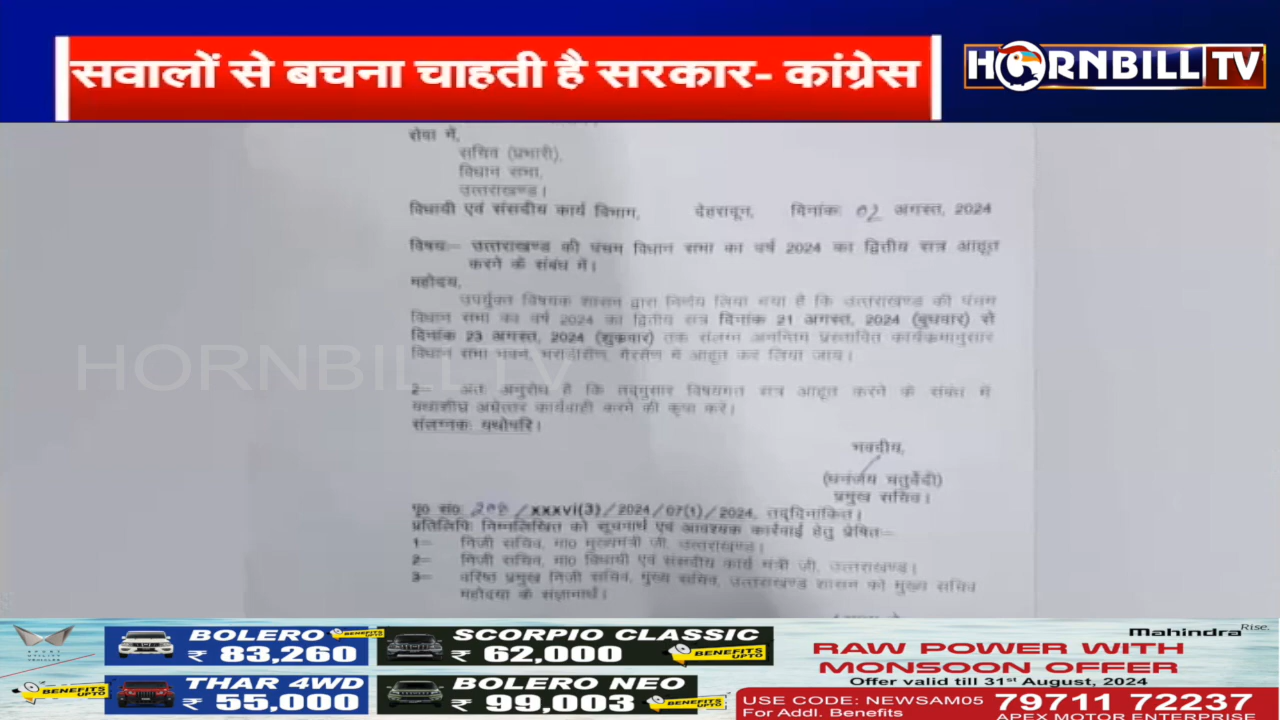 सवालों से बचना चाहती है सरकार- कांग्रेस
HORNBILL TV
सेवा में,
सचिव (प्रभारी),
विधान सभा,
उत्तराखण्ड।
विधायी एवं संसदीय कार्य विभाग, देहरादून, दिनांक 02 अगस्त, 2024
विषयः- उत्तराखण्ड की पंचम विधान सभा का वर्ष 2024 का द्वितीय सत्र आहूत
करने के संबंध में।
महोदय,
उपर्युक्त विषयक शासन द्वारा निर्णय लिया गया है कि उत्तराखण्ड की पंचम
विधान सभा का वर्ष 2024 का द्वितीय सत्र दिनांक 21 अगस्त, 2024 (बुधवार) से
दिनांक 23 अगस्त, 2024 (शुक्रवार) तक संलग्न अनन्तिम प्रस्तावित कार्यक्रमानुसार
विधान सभा भवन, भराड़ीसैंण, गैरसैंण में आहूत कर लिया जाय।
HORNBILL TV
2- अतः अनुरोध है कि तद्नुसार विषयगत सत्र आहूत करने के संबंध में
यथाशीघ्र अग्रेत्तर कार्यवाही करने की कृपा करें।
संलग्नकः यथोपरि।
भवदीय,
(धनंजय चतुर्वेदी)
प्रमुख सचिव।
पृ० सं० /xxxvi(3)/2024/07(1)/2024, तद्दिनांकित।
प्रतिलिपिः निम्नलिखित को सूचनार्थ एवं आवश्यक कार्रवाई हेतु प्रेषितः-
1- निजी सचिव, मा० मुख्यमंत्री जी, उत्तराखण्ड।
2- निजी सचिव, मा० विधायी एवं संसदीय कार्य मंत्री जी, उत्तराखण्ड।
3- वरिष्ठ प्रमुख निजी सचिव, मुख्य सचिव, उत्तराखण्ड शासन को मुख्य सचिव
महोदया के संज्ञानार्थ।
BOLERO BENEFITS UPTO
₹ 83,260
SCORPIO CLASSIC
₹ 62,000 BENEFITS UPTO
BENEFITS UPTO THAR 4WD
₹ 55,000
BOLERO NEO
₹ 99,003 BENEFITS UPTO
Mahindra Rise.
RAW POWER WITH
MONSOON OFFER
Offer valid till 31st August, 2024
USE CODE: NEWSAM05
For Addl. Benefits
79711 72237
APEX MOTOR ENTERPRISE